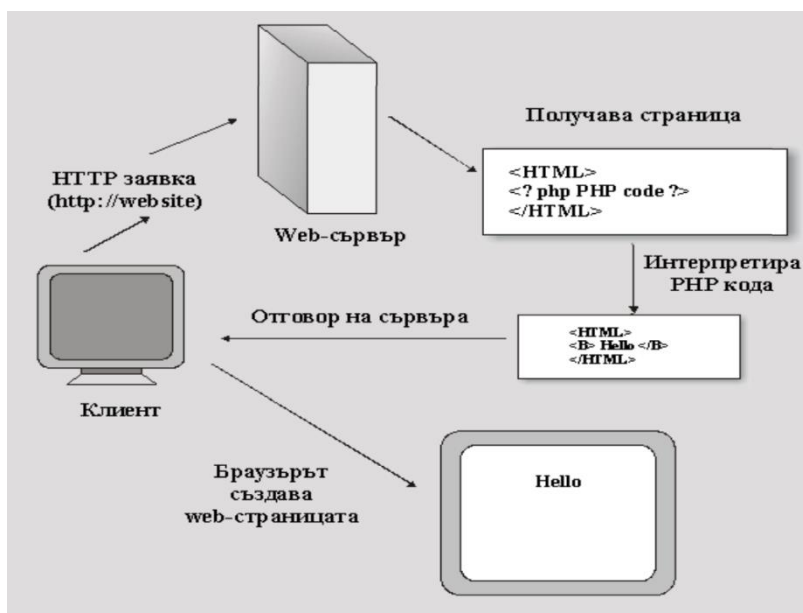 HTTP заявка
(http://website)
Web-сървър
Получава страница
<HTML>
<? php PHP code ?>
</HTML>
Интерпретира
PHP кода
<HTML>
<B> Hello </B>
</HTML>
Отговор на сървъра
Клиент
Браузърът
създава
web-страницата
Hello